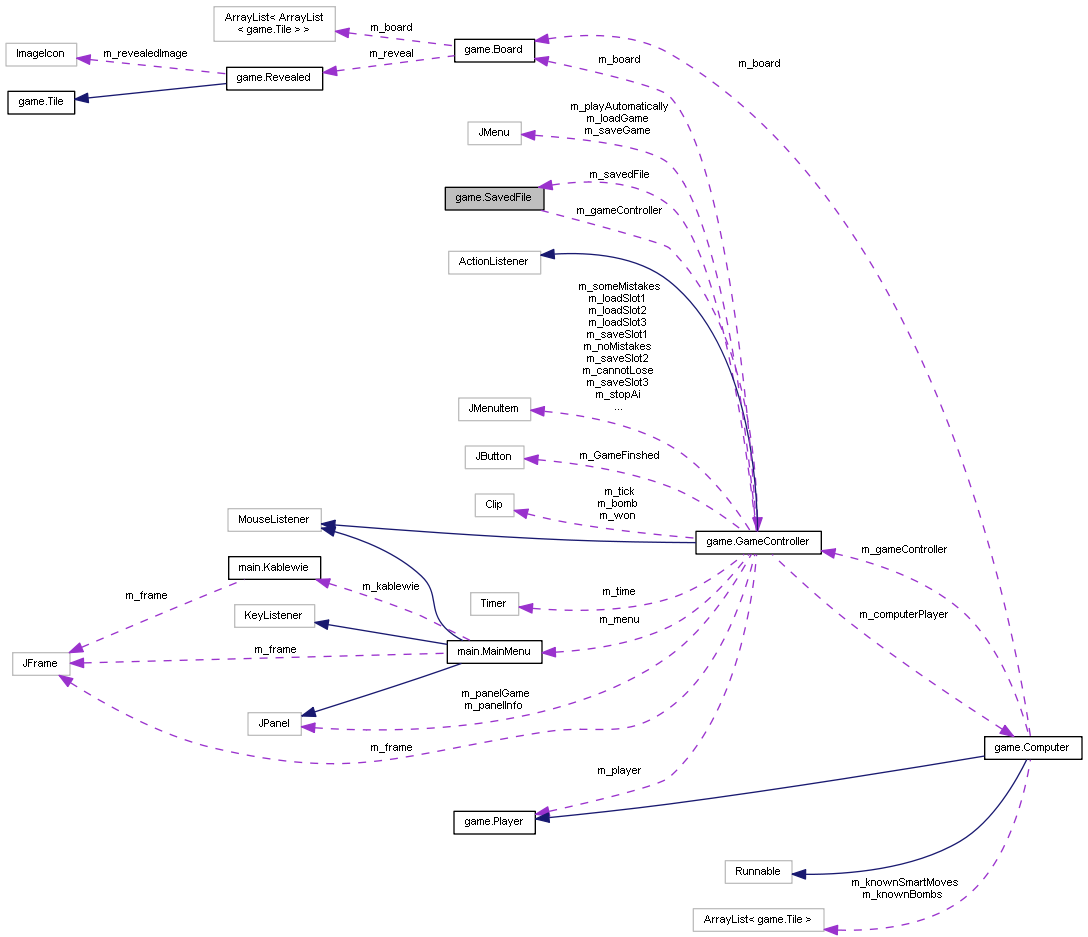 ArrayList< ArrayList
< game.Tile > >
m_board
ImageIcon
m_revealedImage
m_reveal
game.Board
game.Revealed
game.Tile
m_board
m_board
m_playAutomatically
m_loadGame
m_saveGame
JMenu
m_savedFile
game.SavedFile
m_gameController
ActionListener
m_someMistakes
m_loadSlot1
m_loadSlot2
m_loadSlot3
m_saveSlot1
m_noMistakes
m_saveSlot2
m_cannotLose
m_saveSlot3
m_stopAi
...
JMenuItem
JButton
m_GameFinshed
Clip
m_tick
m_bomb
m_won
MouseListener
game.GameController
m_gameController
main.Kablewie
m_kablewwie
m_frame
Timer
m_time
KeyListener
m_menu
m_computerPlayer
JFrame
m_frame
main.MainMenu
m_panelGame
m_panelInfo
JPanel
m_frame
game.Computer
m_player
game.Player
Runnable
m_knownSmartMoves
m_knownBombs
ArrayList< game.Tile >